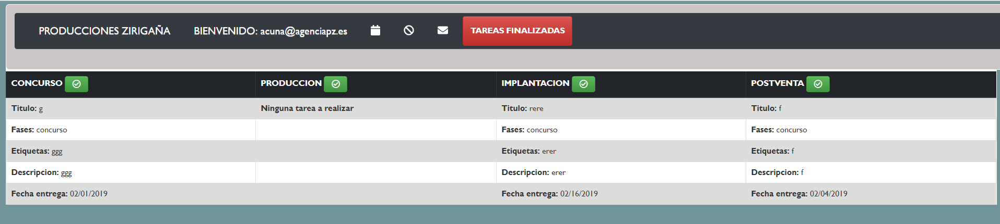 PRODUCCIONES ZIRIGAÑA BIENVENIDO: acuna@agenciapz.es TAREAS FINALIZADAS
CONCURSO PRODUCCION IMPLANTACION POSTVENTA
Titulo: g Ninguna tarea a realizar Titulo: rere Titulo: f
Fases: concurso Fases: concurso Fases: concurso
Etiquetas: ggg Etiquetas: erer Etiquetas: f
Descripcion: ggg Descripcion: erer Descripcion: f
Fecha entrega: 02/01/2019 Fecha entrega: 02/16/2019 Fecha entrega: 02/04/2019